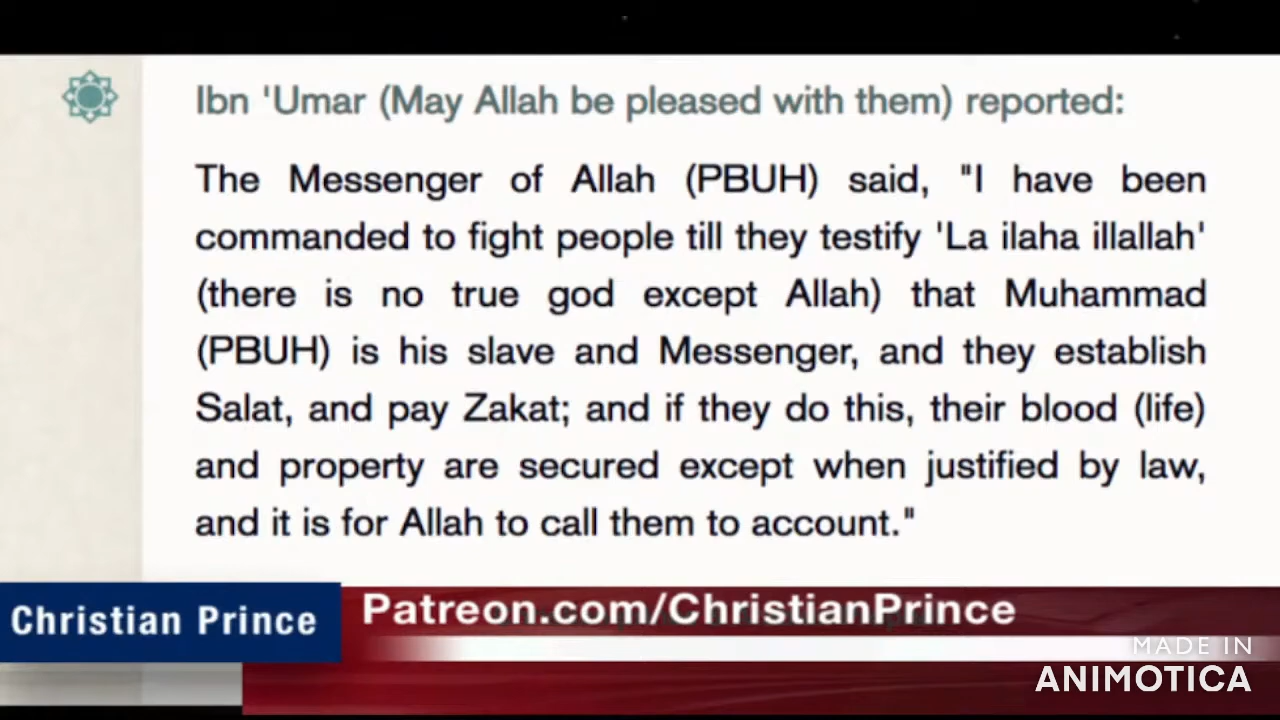 Ibn 'Umar (May Allah be pleased with them) reported:
The Messenger of Allah (PBUH) said, "I have been
commanded to fight people till they testify 'La ilaha illallah'
(there is no true god except Allah) that Muhammad
(PBUH) is his slave and Messenger, and they establish
Salat, and pay Zakat; and if they do this, their blood (life)
and property are secured except when justified by law,
and it is for Allah to call them to account."
Christian Prince
Patreon.com/ChristianPrince
MADE IN
ANIMOTICA